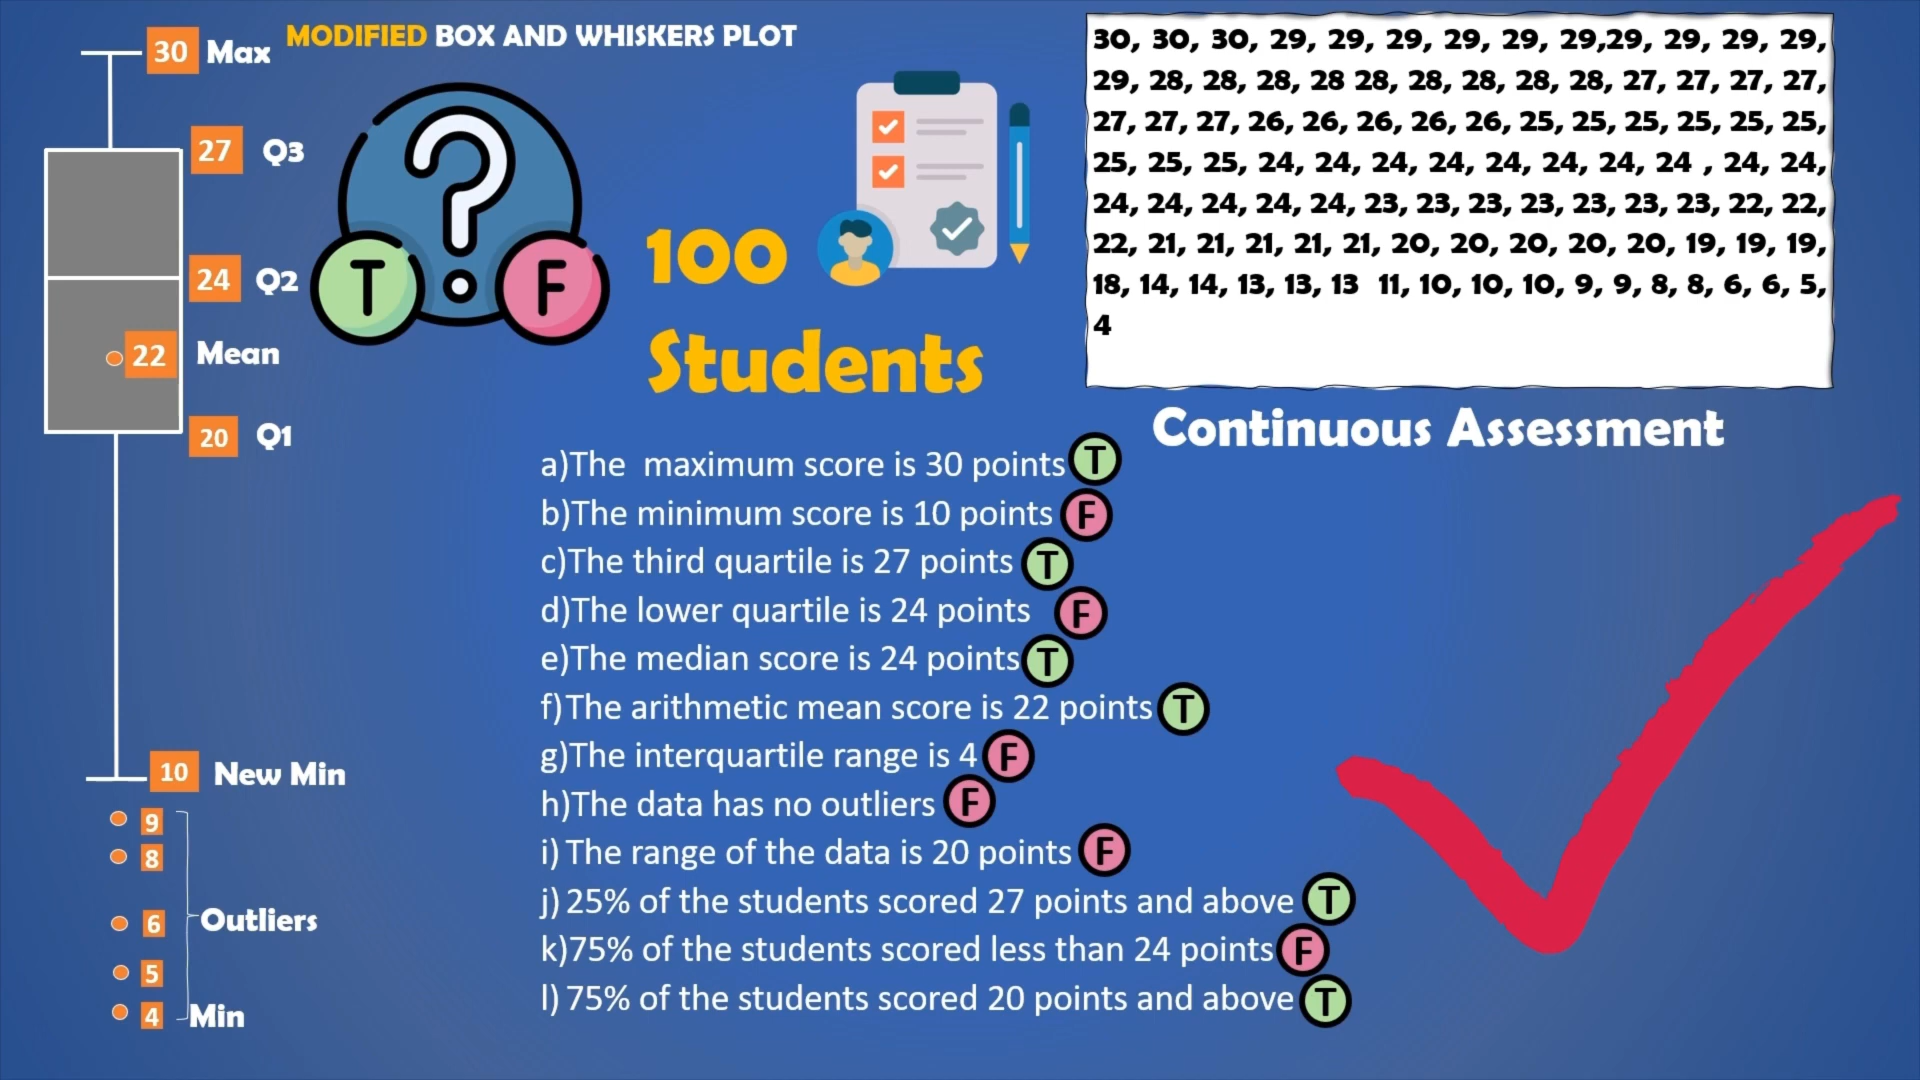 MODIFIED BOX AND WHISKERS PLOT
30 Max
27 Q3
24 Q2
22 Mean
20 Q1
10 New Min
9
8
6
Outliers
5
4 Min
T F
100
Students
30, 30, 30, 29, 29, 29, 29, 29, 29,29, 29, 29, 29,
29, 28, 28, 28, 28 28, 28, 28, 28, 28, 27, 27, 27, 27,
27, 27, 27, 26, 26, 26, 26, 26, 25, 25, 25, 25, 25, 25,
25, 25, 25, 24, 24, 24, 24, 24, 24, 24, 24 , 24, 24,
24, 24, 24, 24, 24, 23, 23, 23, 23, 23, 23, 23, 22, 22,
22, 21, 21, 21, 21, 21, 20, 20, 20, 20, 20, 19, 19, 19,
18, 14, 14, 13, 13, 13 11, 10, 10, 10, 9, 9, 8, 8, 6, 6, 5,
4
Continuous Assessment
a)The maximum score is 30 points T
b)The minimum score is 10 points F
c)The third quartile is 27 points T
d)The lower quartile is 24 points F
e)The median score is 24 points T
f)The arithmetic mean score is 22 points T
g)The interquartile range is 4 F
h)The data has no outliers F
i) The range of the data is 20 points F
j) 25% of the students scored 27 points and above T
k)75% of the students scored less than 24 points F
l) 75% of the students scored 20 points and above T